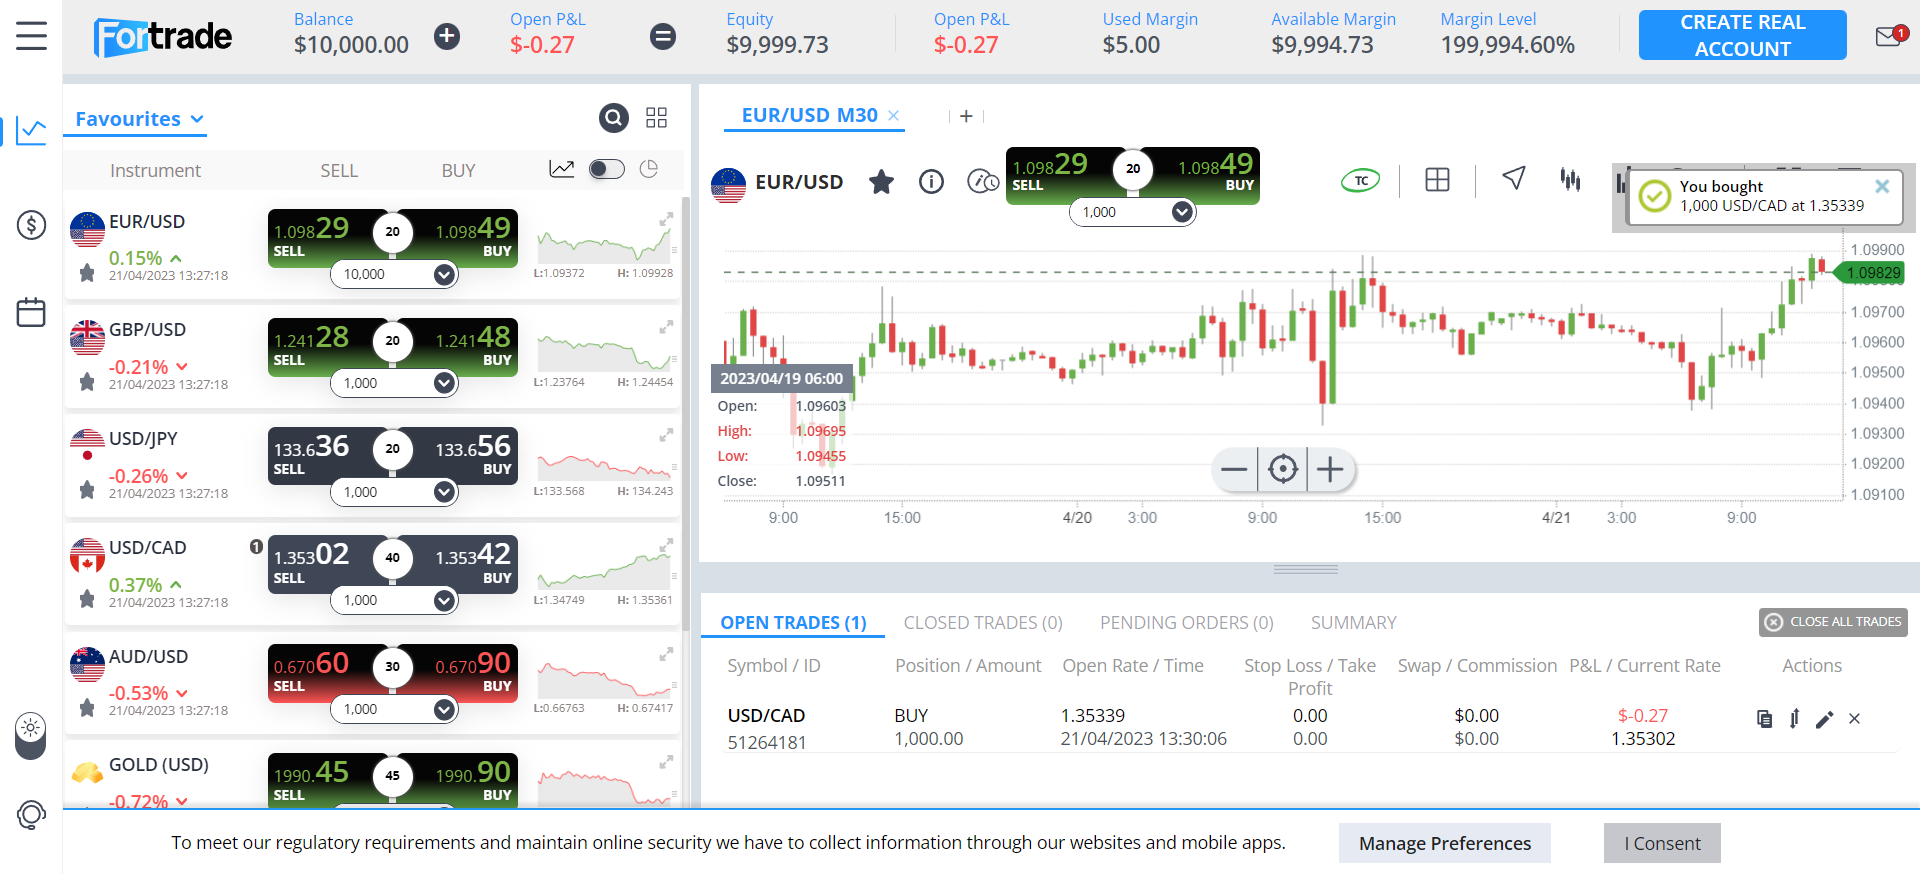 Fortrade
Balance
$10,000.00
Open P&L
$-0.27
Equity
$9,999.73
Open P&L
$-0.27
Used Margin
$5.00
Available Margin
$9,994.73
Margin Level
199,994.60%
CREATE REAL
ACCOUNT
1
Favourites
Instrument SELL BUY
EUR/USD
0.15%
21/04/2023 13:27:18
1.09829 SELL
20
1.09849 BUY
10,000
L:1.09372 H: 1.09928
GBP/USD
-0.21%
21/04/2023 13:27:18
1.24128 SELL
20
1.24148 BUY
1,000
L:1.23764 H: 1.24454
USD/JPY
-0.26%
21/04/2023 13:27:18
133.636 SELL
20
133.656 BUY
1,000
L:133.568 H: 134.243
USD/CAD
1
0.37%
21/04/2023 13:27:18
1.35302 SELL
40
1.35342 BUY
1,000
L:1.34749 H: 1.35361
AUD/USD
-0.53%
21/04/2023 13:27:18
0.67060 SELL
30
0.67090 BUY
1,000
L:0.66763 H: 0.67417
GOLD (USD)
-0.72%
1990.45 SELL
45
1990.90 BUY
EUR/USD M30
EUR/USD
1.09829 SELL
20
1.09849 BUY
1,000
TC
You bought
1,000 USD/CAD at 1.35339
1.09900
1.09829
1.09700
1.09600
1.09500
1.09400
1.09300
1.09200
1.09100
2023/04/19 06:00
Open: 1.09603
High: 1.09695
Low: 1.09455
Close: 1.09511
9:00 15:00 4/20 3:00 9:00 15:00 4/21 3:00 9:00
OPEN TRADES (1) CLOSED TRADES (0) PENDING ORDERS (0) SUMMARY
CLOSE ALL TRADES
Symbol / ID Position / Amount Open Rate / Time Stop Loss / Take Profit Swap / Commission P&L / Current Rate Actions
USD/CAD BUY 1.35339 0.00 $0.00 $-0.27
51264181 1,000.00 21/04/2023 13:30:06 0.00 $0.00 1.35302
To meet our regulatory requirements and maintain online security we have to collect information through our websites and mobile apps.
Manage Preferences
I Consent